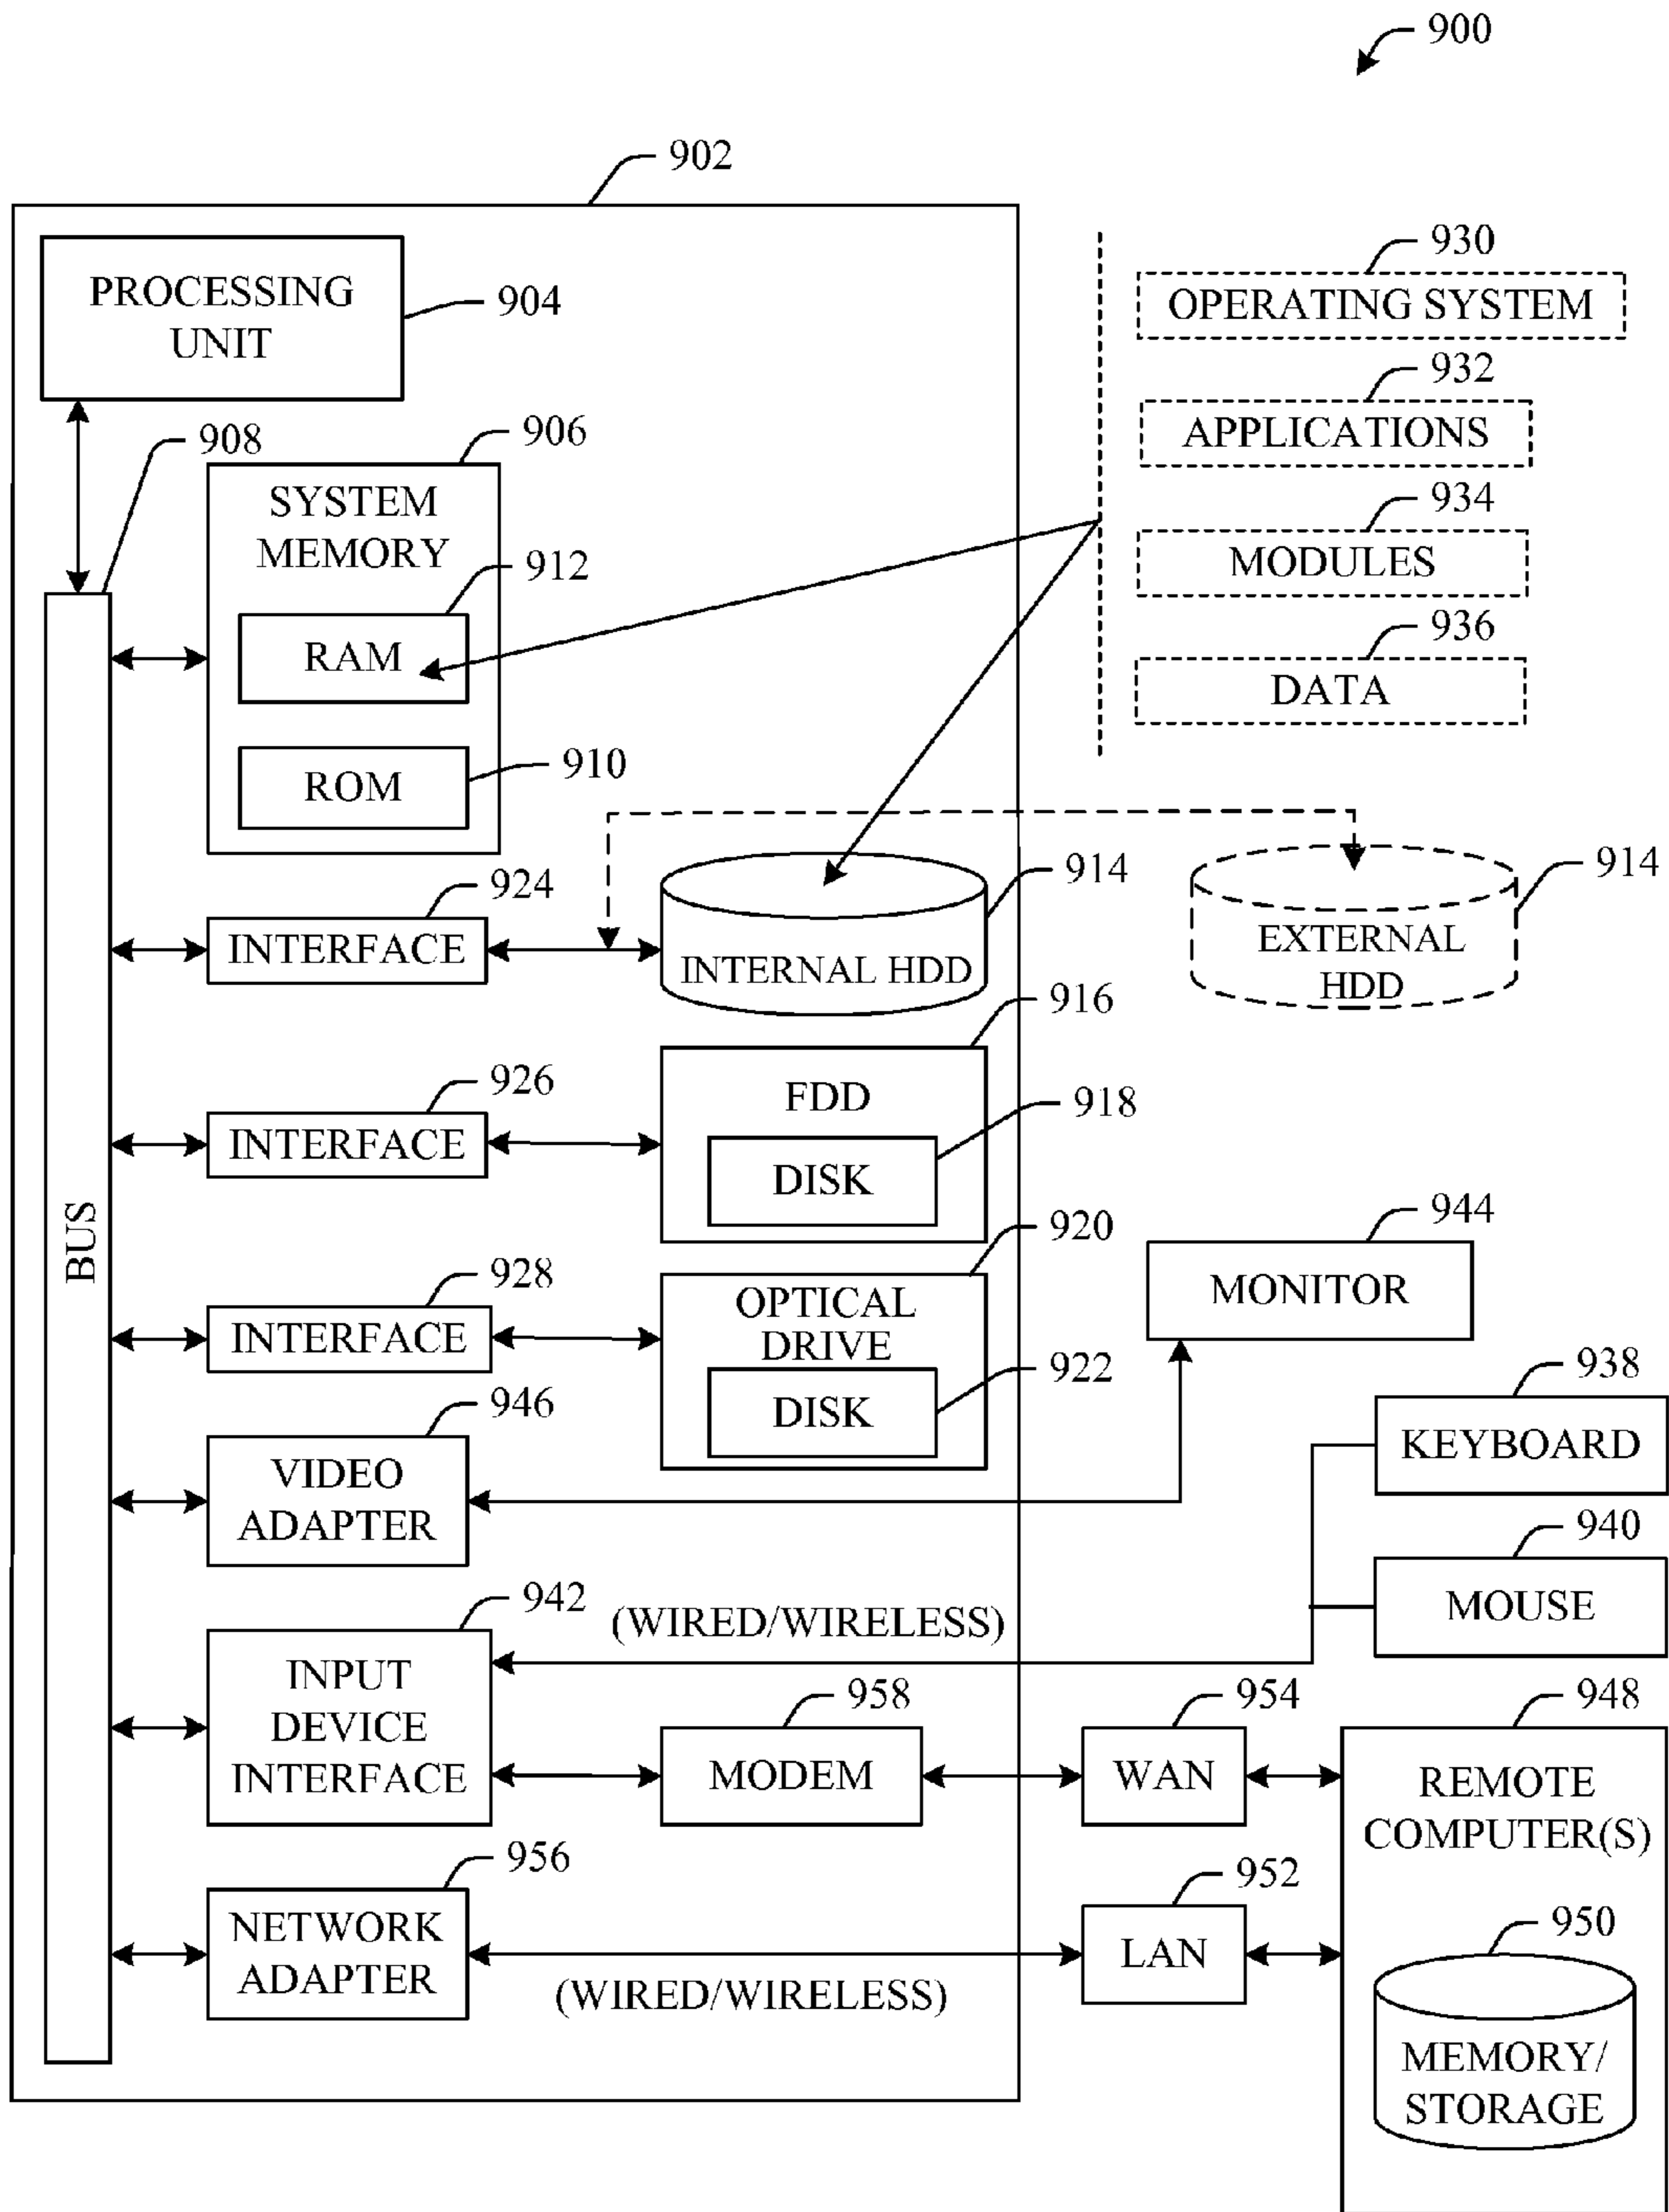 900
902
PROCESSING
UNIT
904
908
906
SYSTEM
MEMORY
912
RAM
ROM
910
930
OPERATING SYSTEM
932
APPLICATIONS
934
MODULES
936
DATA
BUS
924
INTERFACE
INTERNAL HDD
914
EXTERNAL
HDD
914
926
INTERFACE
916
FDD
918
DISK
928
INTERFACE
920
OPTICAL
DRIVE
922
DISK
944
MONITOR
946
VIDEO
ADAPTER
938
KEYBOARD
940
MOUSE
942
INPUT
DEVICE
INTERFACE
(WIRED/WIRELESS)
958
MODEM
954
WAN
948
REMOTE
COMPUTER(S)
956
NETWORK
ADAPTER
(WIRED/WIRELESS)
952
LAN
950
MEMORY/
STORAGE